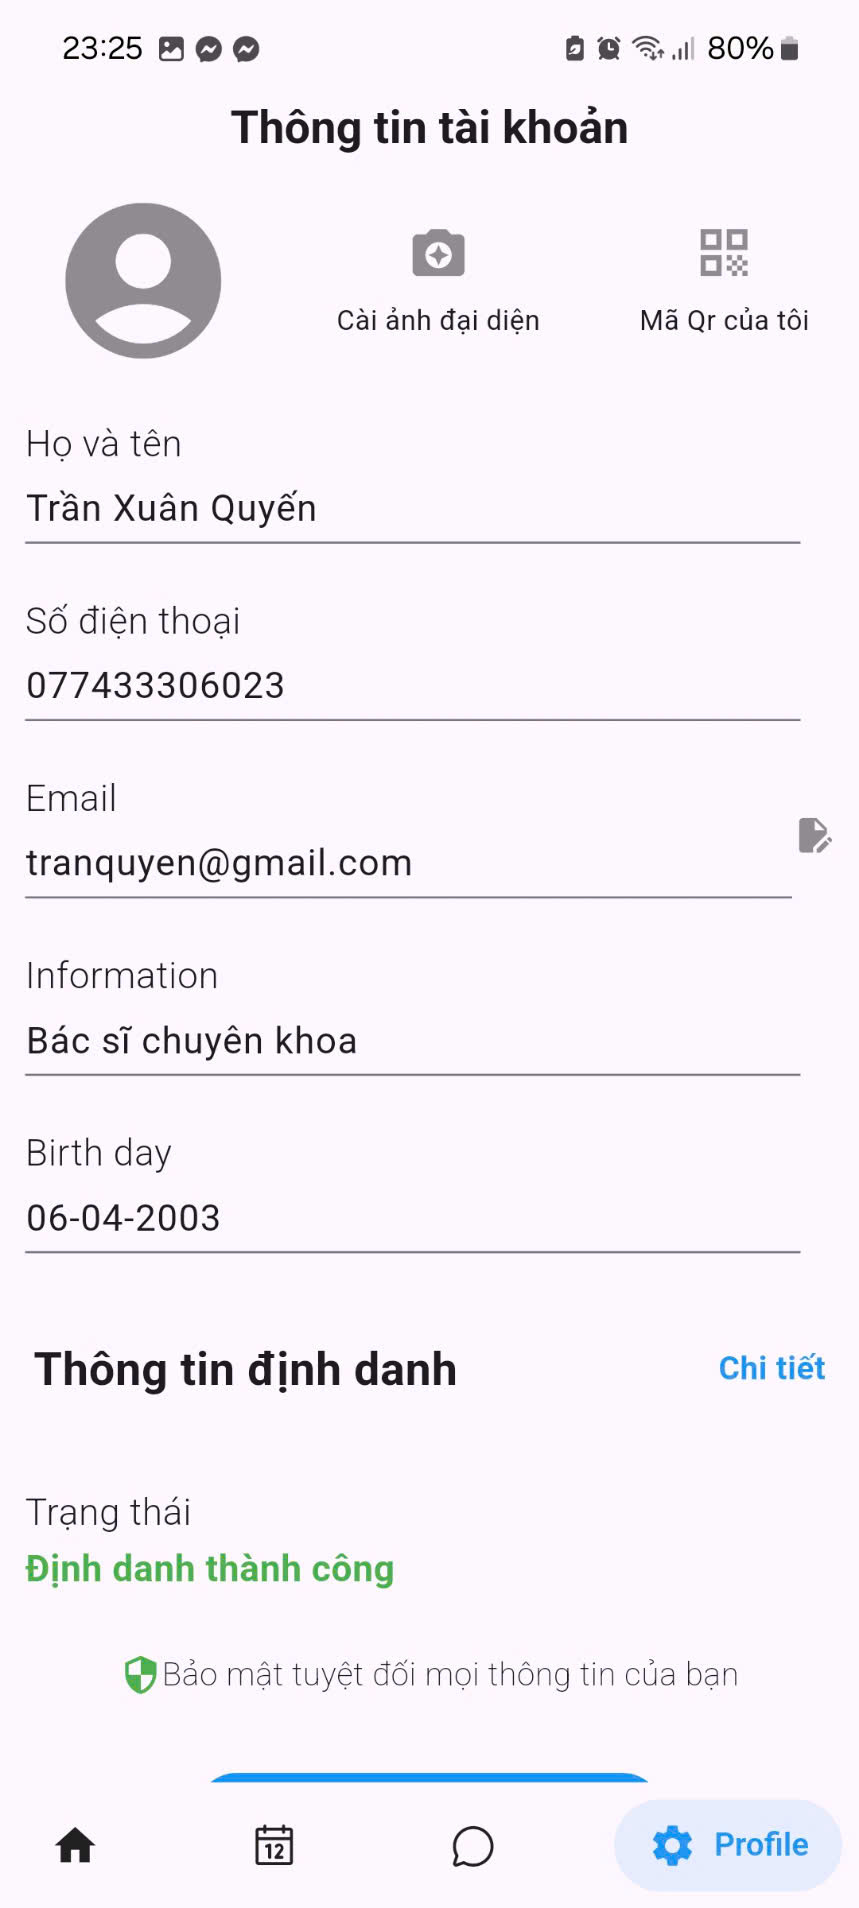 23:25
80%
Thông tin tài khoản
Cài ảnh đại diện
Mã Qr của tôi
Họ và tên
Trần Xuân Quyến
Số điện thoại
077433306023
Email
tranquyen@gmail.com
Information
Bác sĩ chuyên khoa
Birth day
06-04-2003
Thông tin định danh
Chi tiết
Trạng thái
Định danh thành công
Bảo mật tuyệt đối mọi thông tin của bạn
12
Profile